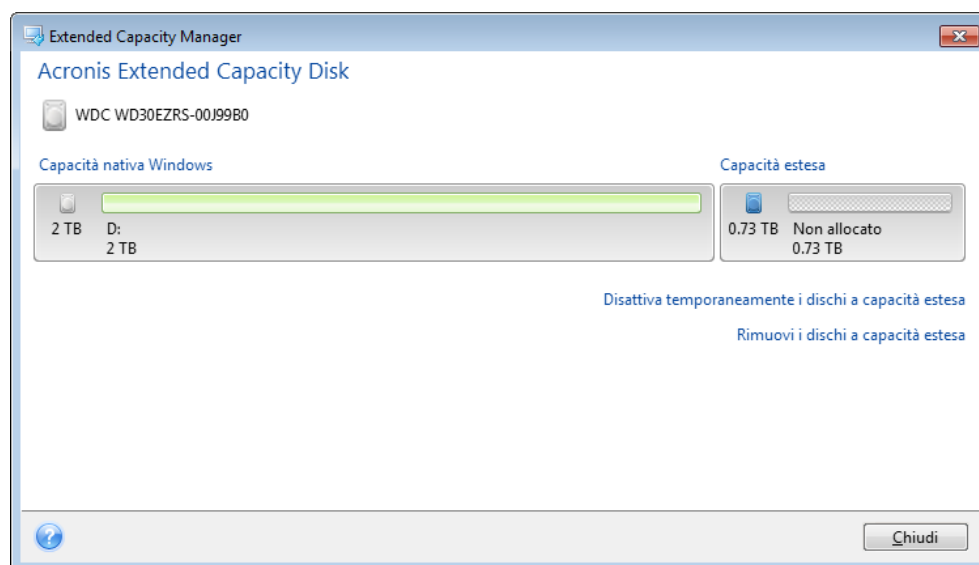 Extended Capacity Manager
Acronis Extended Capacity Disk
WDC WD30EZRS-00J99B0
Capacità nativa Windows
Capacità estesa
2 TB
D:
2 TB
0.73 TB
Non allocato
0.73 TB
Disattiva temporaneamente i dischi a capacità estesa
Rimuovi i dischi a capacità estesa
?
Chiudi